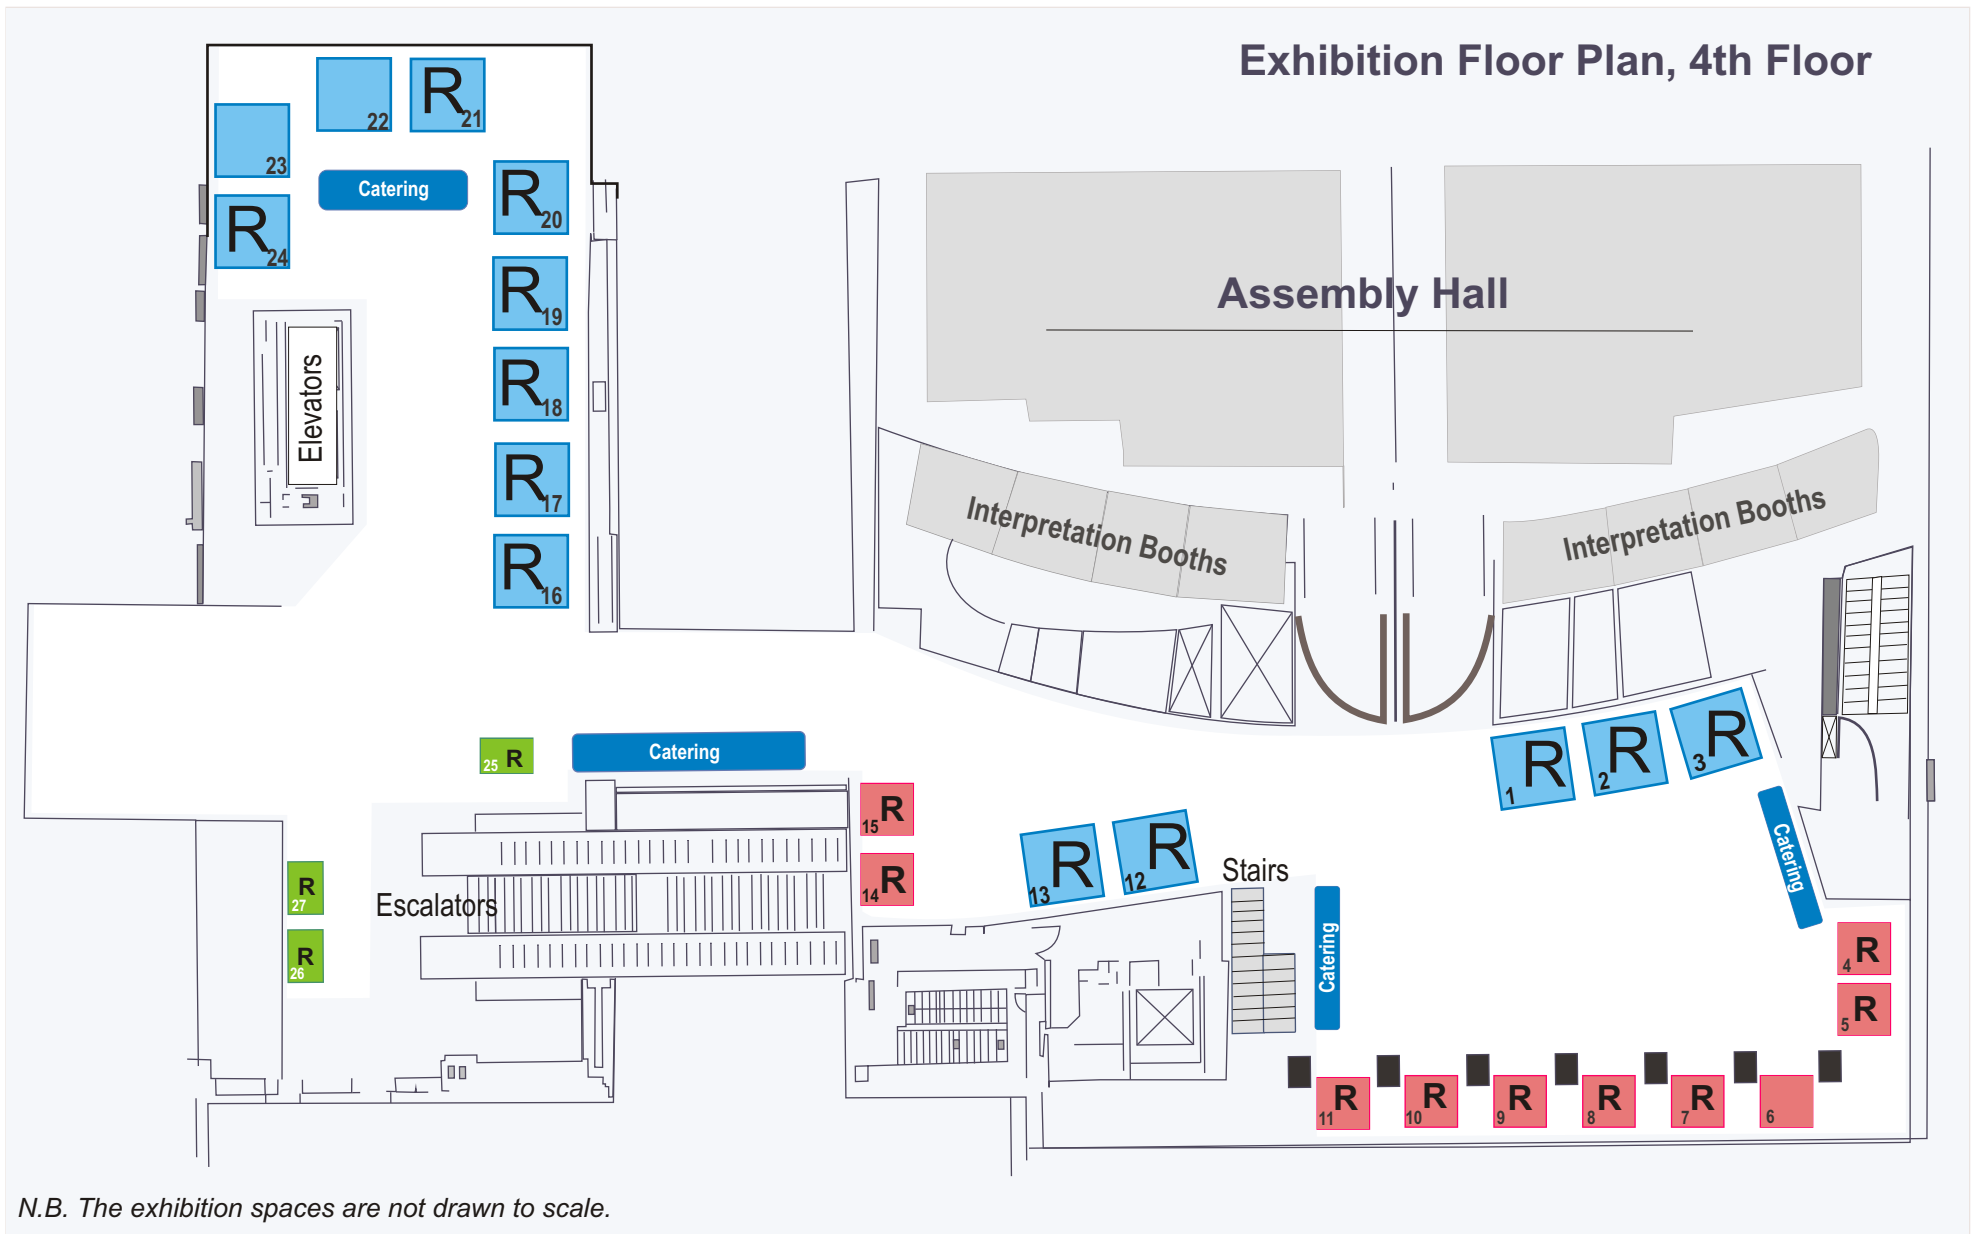 Exhibition Floor Plan, 4th Floor
22
R 21
23
Catering
R 20
R 24
R 19
Assembly Hall
R 18
Elevators
R 17
Interpretation Booths
Interpretation Booths
R 16
25 R
Catering
1 R
2 R
3 R
15 R
13 R
12 R
Catering
14 R
Stairs
R 27
Escalators
R 26
Catering
4 R
5 R
11 R
10 R
9 R
8 R
7 R
6
N.B. The exhibition spaces are not drawn to scale.